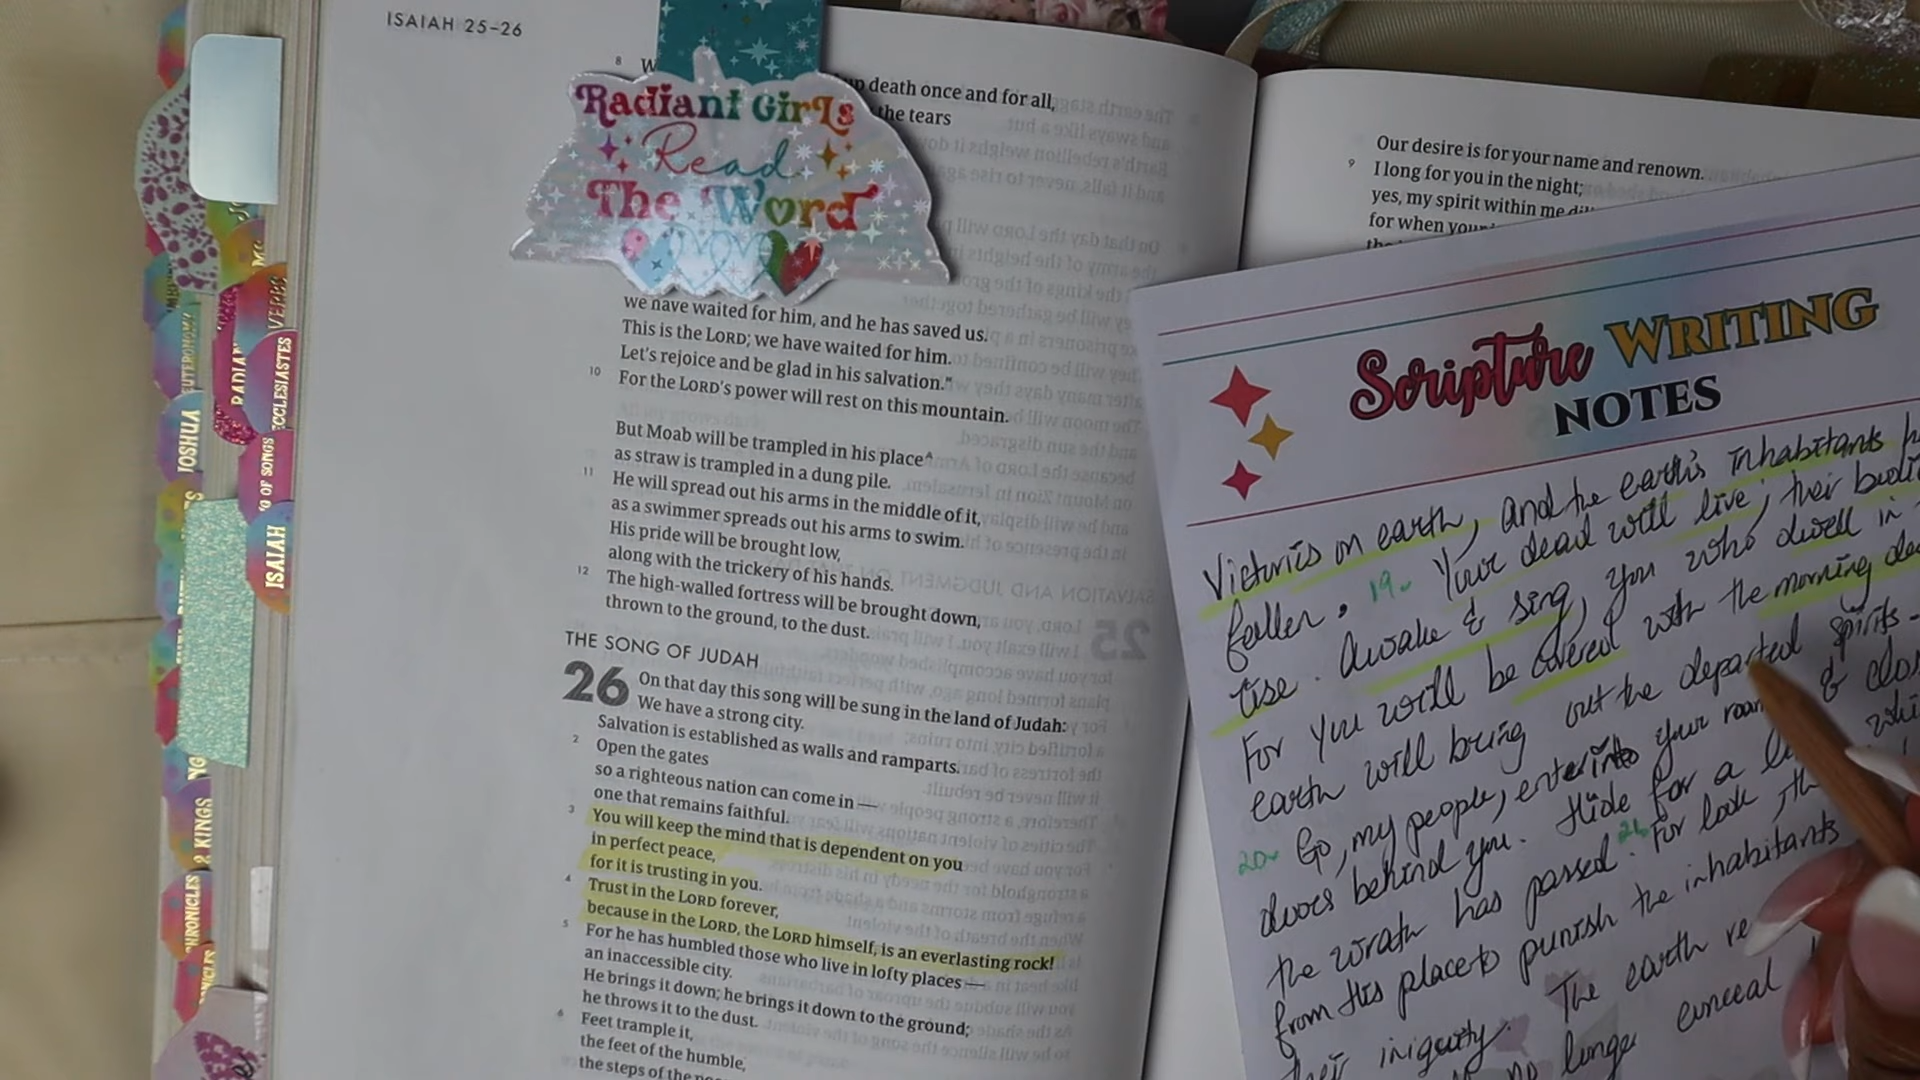 ISAIAH 25–26
8 W
up death once and for all,
the tears
Radiant Girls
Read
The Word
we have waited for him, and he has saved us.
This is the LORD; we have waited for him.
Let's rejoice and be glad in his salvation."
10 For the LORD's power will rest on this mountain.
But Moab will be trampled in his place^A
as straw is trampled in a dung pile.
11 He will spread out his arms in the middle of it,
as a swimmer spreads out his arms to swim.
His pride will be brought low,
along with the trickery of his hands.
12 The high-walled fortress will be brought down,
thrown to the ground, to the dust.
THE SONG OF JUDAH
26 On that day this song will be sung in the land of Judah:
We have a strong city.
Salvation is established as walls and ramparts.
2 Open the gates
so a righteous nation can come in —
one that remains faithful.
3 You will keep the mind that is dependent on you
in perfect peace,
for it is trusting in you.
4 Trust in the LORD forever,
because in the LORD, the LORD himself, is an everlasting rock!
5 For he has humbled those who live in lofty places —
an inaccessible city.
He brings it down; he brings it down to the ground;
he throws it to the dust.
6 Feet trample it,
the feet of the humble,
the steps of the
Our desire is for your name and renown.
9 I long for you in the night;
yes, my spirit within me
for when your
Scripture WRITING
NOTES
Victories on earth, and the earth's inhabitants
fallen. 19. Your dead will live; their
rise. Awake & sing, you who dwell in
For you will be covered with the morning
earth will bring out the departed spirits.
20. Go, my people, enter into your & 
doors behind you. Hide for a
the wrath has passed. 21. For look,
from His place to punish the inhabitants
their iniquity. The earth
no longer conceal
JOSHUA
2 KINGS
ECCLESIASTES
ISAIAH